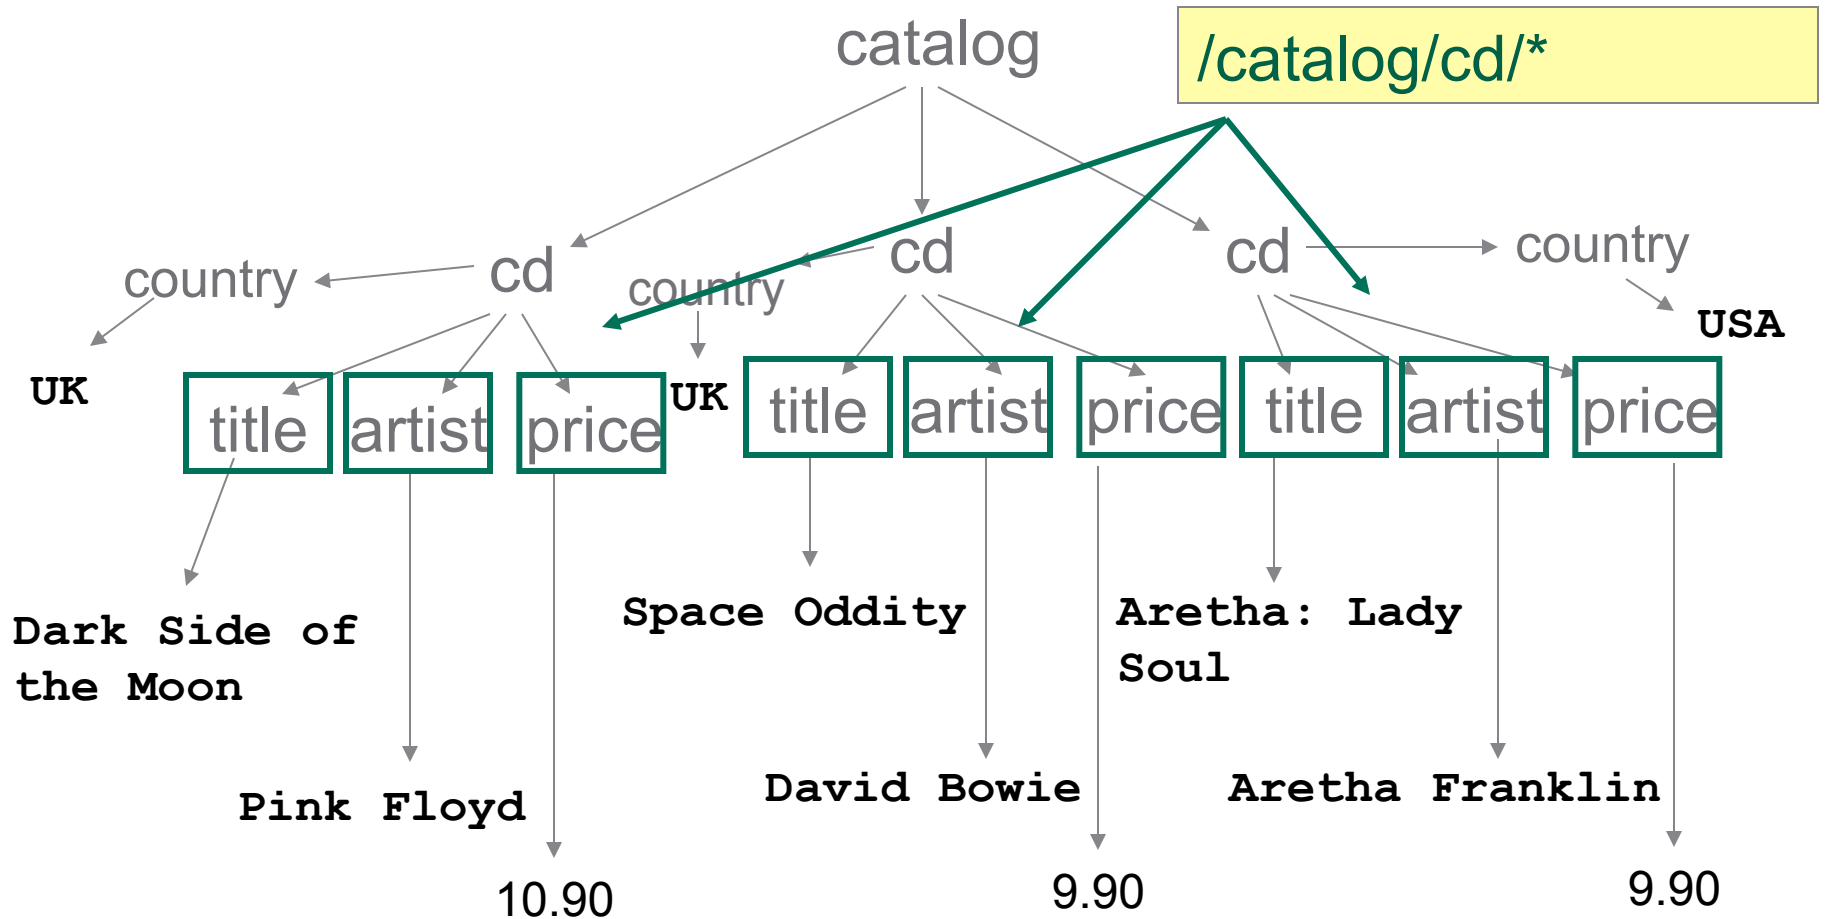 catalog
/catalog/cd/*
country
cd
country
cd
cd
country
UK
UK
USA
title
artist
price
title
artist
price
title
artist
price
Dark Side of
the Moon
Space Oddity
Aretha: Lady
Soul
Pink Floyd
David Bowie
Aretha Franklin
10.90
9.90
9.90